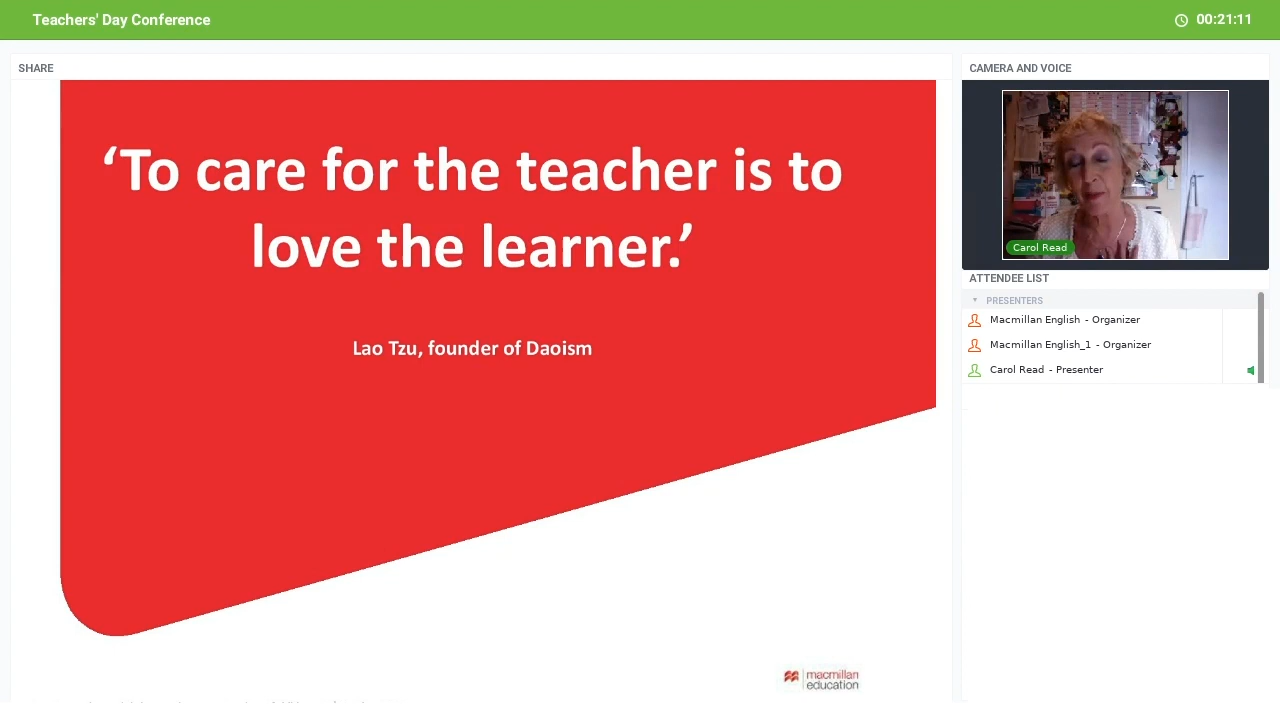 Teachers' Day Conference
00:21:11
SHARE
‘To care for the teacher is to
love the learner.’
Lao Tzu, founder of Daoism
macmillan
education
CAMERA AND VOICE
Carol Read
ATTENDEE LIST
PRESENTERS
Macmillan English - Organizer
Macmillan English_1 - Organizer
Carol Read - Presenter